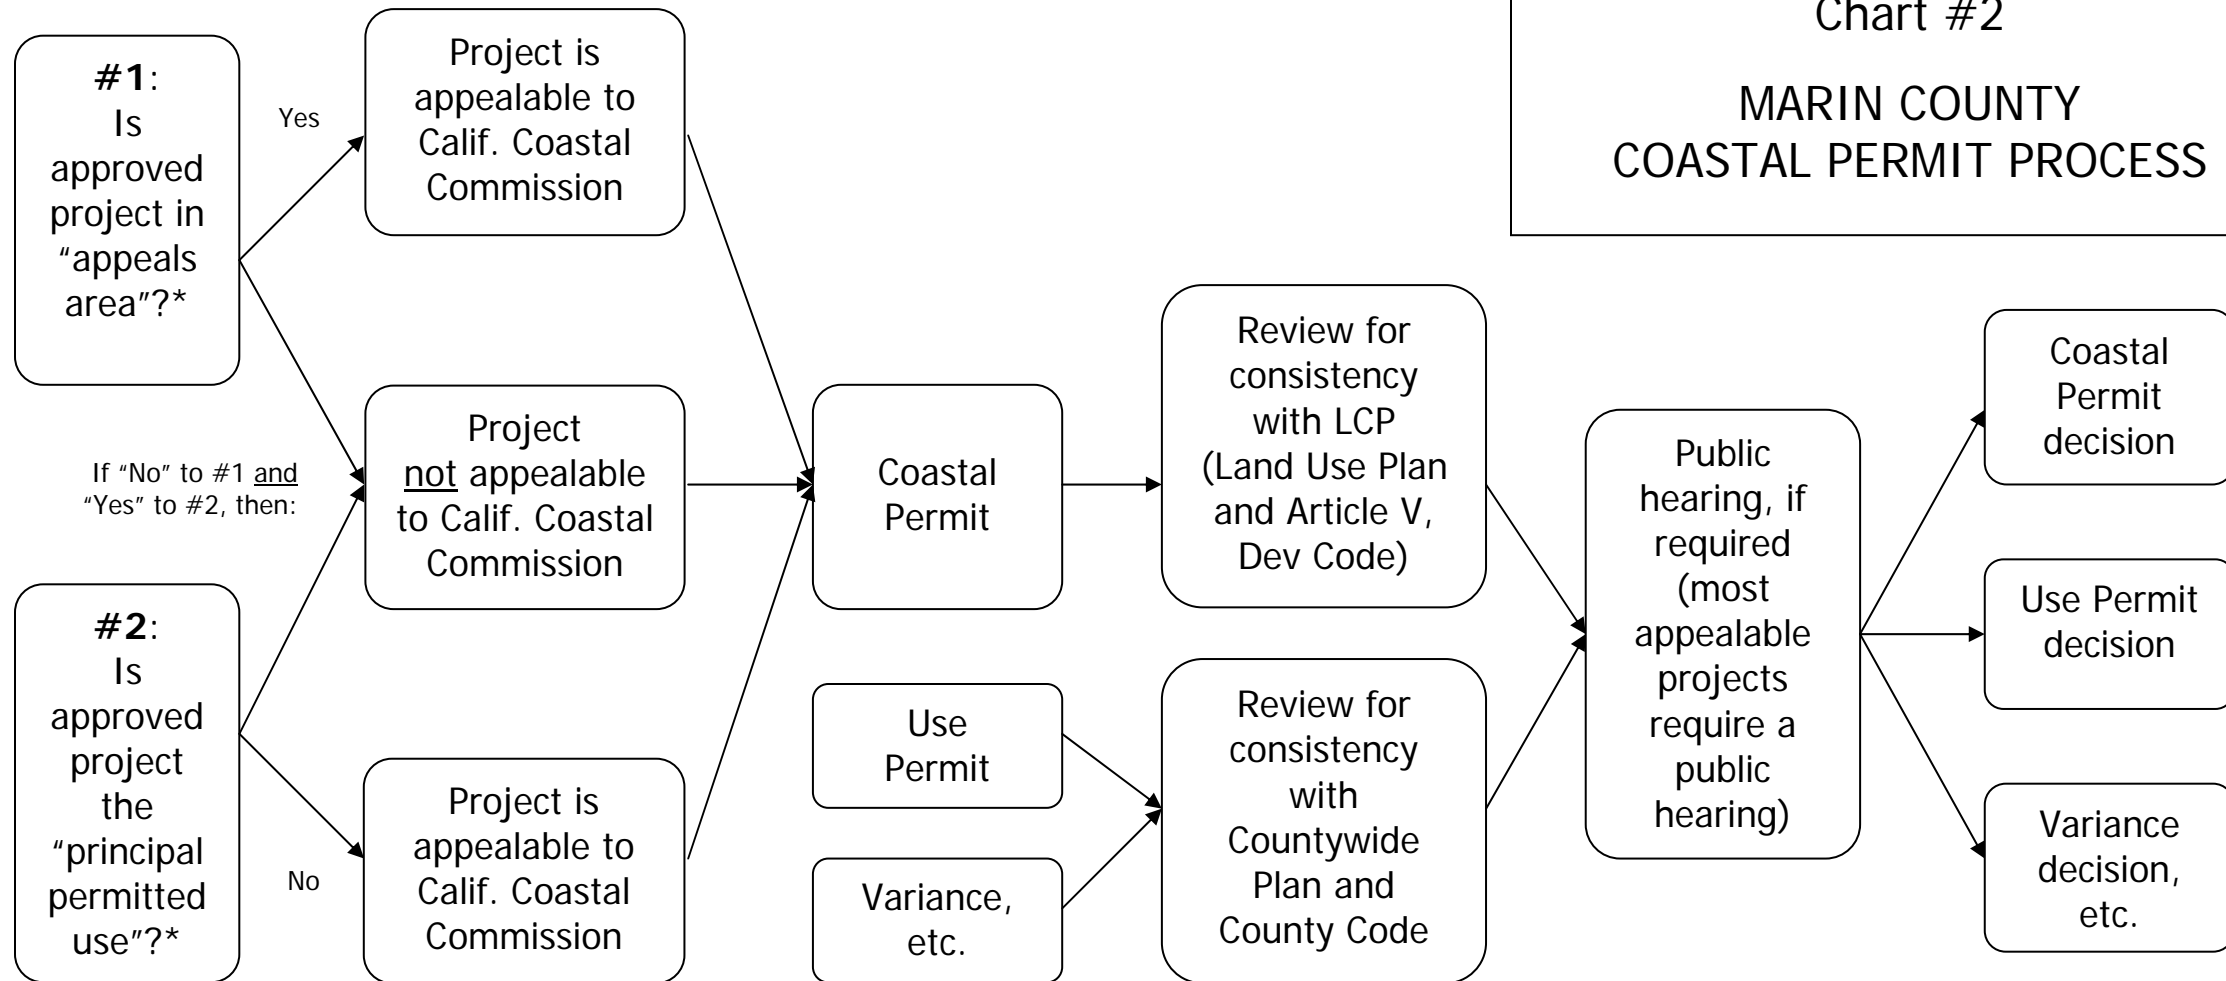 Chart #2
MARIN COUNTY
COASTAL PERMIT PROCESS
#1:
Is
approved
project in
“appeals
area”?*
Yes
Project is
appealable to
Calif. Coastal
Commission
If “No” to #1 and
“Yes” to #2, then:
Project
not appealable
to Calif. Coastal
Commission
#2:
Is
approved
project
the
“principal
permitted
use”?*
No
Project is
appealable to
Calif. Coastal
Commission
Coastal
Permit
Use
Permit
Variance,
etc.
Review for
consistency
with LCP
(Land Use Plan
and Article V,
Dev Code)
Review for
consistency
with
Countywide
Plan and
County Code
Public
hearing, if
required
(most
appealable
projects
require a
public
hearing)
Coastal
Permit
decision
Use Permit
decision
Variance
decision,
etc.